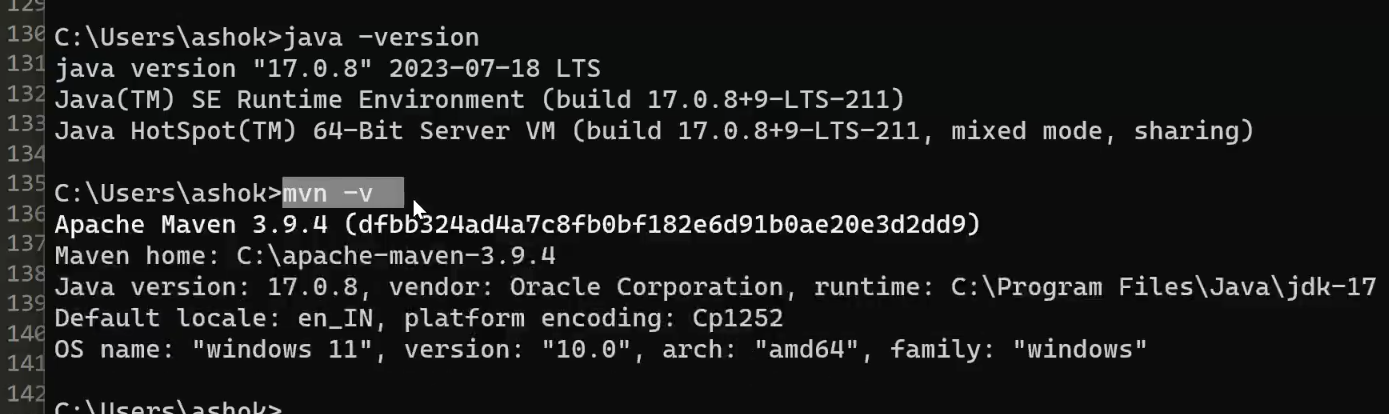 129
130
131
132
133
134
135
136
137
138
139
140
141
142
C:\Users\ashok>java -version
java version "17.0.8" 2023-07-18 LTS
Java(TM) SE Runtime Environment (build 17.0.8+9-LTS-211)
Java HotSpot(TM) 64-Bit Server VM (build 17.0.8+9-LTS-211, mixed mode, sharing)
C:\Users\ashok>mvn -v
Apache Maven 3.9.4 (dfbb324ad4a7c8fb0bf182e6d91b0ae20e3d2dd9)
Maven home: C:\apache-maven-3.9.4
Java version: 17.0.8, vendor: Oracle Corporation, runtime: C:\Program Files\Java\jdk-17
Default locale: en_IN, platform encoding: Cp1252
OS name: "windows 11", version: "10.0", arch: "amd64", family: "windows"
C:\Users\ashok>